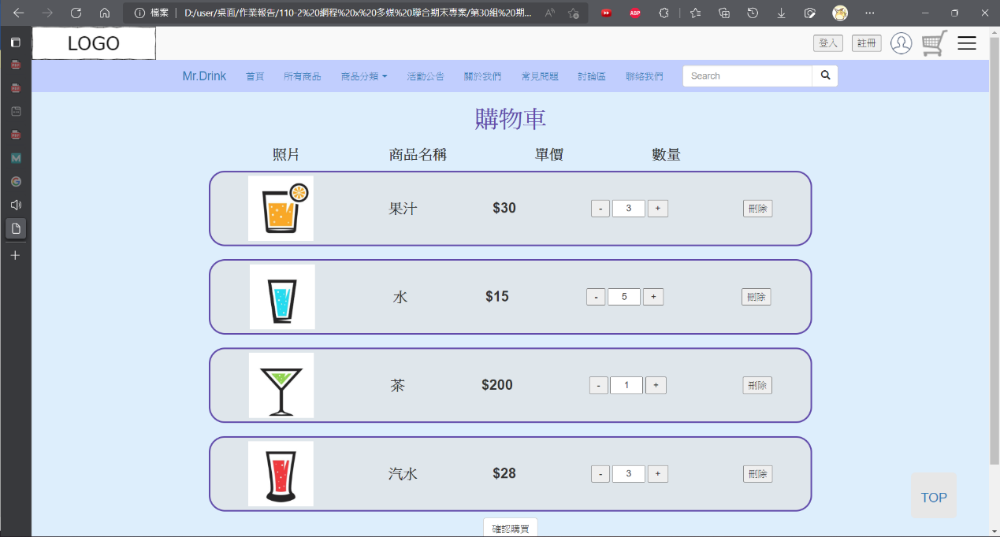 檔案 | D:/user/桌面/作業報告/110-2%20網程%20x%20多媒%20聯合期末專案/第30組%20期...
LOGO
登入 註冊
Mr.Drink 首頁 所有商品 商品分類 活動公告 關於我們 常見問題 討論區 聯絡我們 Search
購物車
照片 商品名稱 單價 數量
果汁 $30 - 3 + 刪除
水 $15 - 5 + 刪除
茶 $200 - 1 + 刪除
汽水 $28 - 3 + 刪除
TOP
確認購買